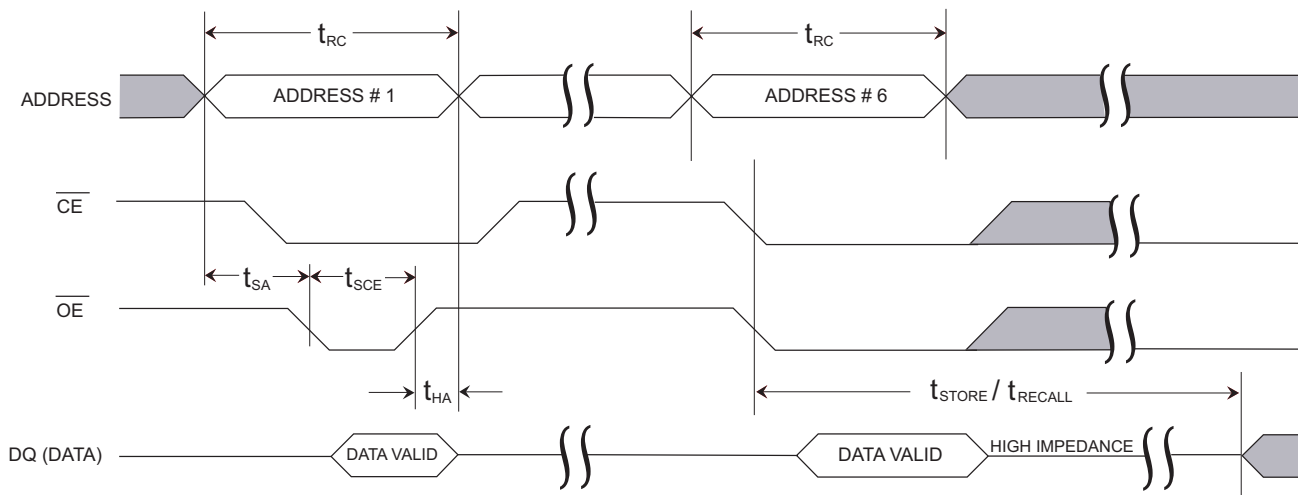 tRC tRC
ADDRESS ADDRESS # 1 ADDRESS # 6
CE
tSA tSCE
OE
tHA tSTORE / tRECALL
DQ (DATA) DATA VALID DATA VALID HIGH IMPEDANCE